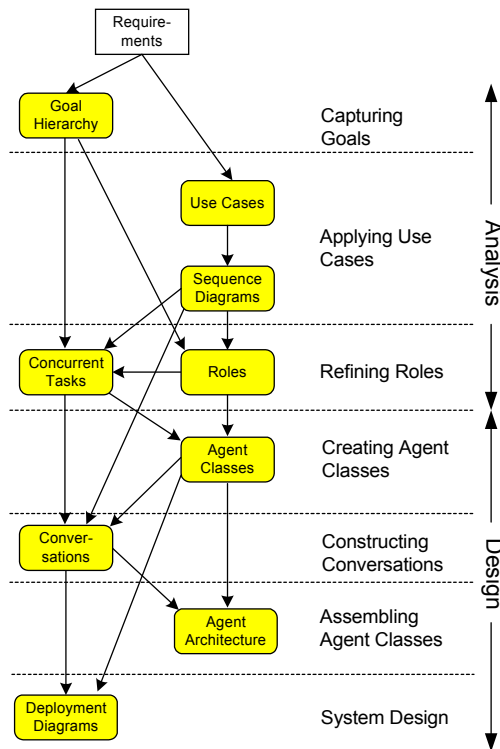 Require-
ments
Goal
Hierarchy
Capturing
Goals
Use Cases
Applying Use
Cases
Sequence
Diagrams
Analysis
Concurrent
Tasks
Roles
Refining Roles
Agent
Classes
Creating Agent
Classes
Conver-
sations
Constructing
Conversations
Design
Agent
Architecture
Assembling
Agent Classes
Deployment
Diagrams
System Design